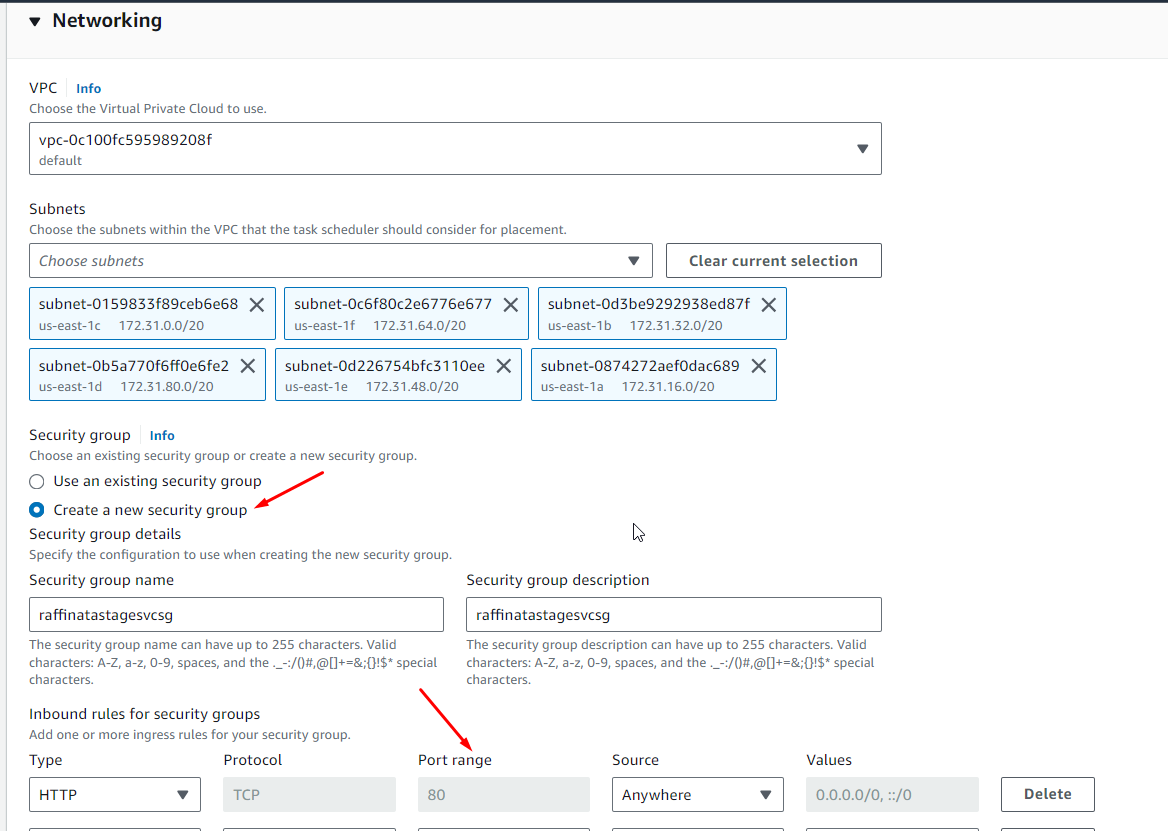 Networking
VPC Info
Choose the Virtual Private Cloud to use.
vpc-0c100fc595989208f
default
Subnets
Choose the subnets within the VPC that the task scheduler should consider for placement.
Choose subnets Clear current selection
subnet-0159833f89ceb6e68 subnet-0c6f80c2e6776e677 subnet-0d3be9292938ed87f
us-east-1c 172.31.0.0/20 us-east-1f 172.31.64.0/20 us-east-1b 172.31.32.0/20
subnet-0b5a770f6ff0e6fe2 subnet-0d226754bfc3110ee subnet-0874272aef0dac689
us-east-1d 172.31.80.0/20 us-east-1e 172.31.48.0/20 us-east-1a 172.31.16.0/20
Security group Info
Choose an existing security group or create a new security group.
Use an existing security group
Create a new security group
Security group details
Specify the configuration to use when creating the new security group.
Security group name Security group description
raffinatastagesvcsg raffinatastagesvcsg
The security group name can have up to 255 characters. Valid The security group description can have up to 255 characters. Valid
characters: A-Z, a-z, 0-9, spaces, and the ._-:/()#,@[]+=&;{}!$* special characters: A-Z, a-z, 0-9, spaces, and the ._-:/()#,@[]+=&;{}!$* special
characters. characters.
Inbound rules for security groups
Add one or more ingress rules for your security group.
Type Protocol Port range Source Values
HTTP TCP 80 Anywhere 0.0.0.0/0, ::/0 Delete